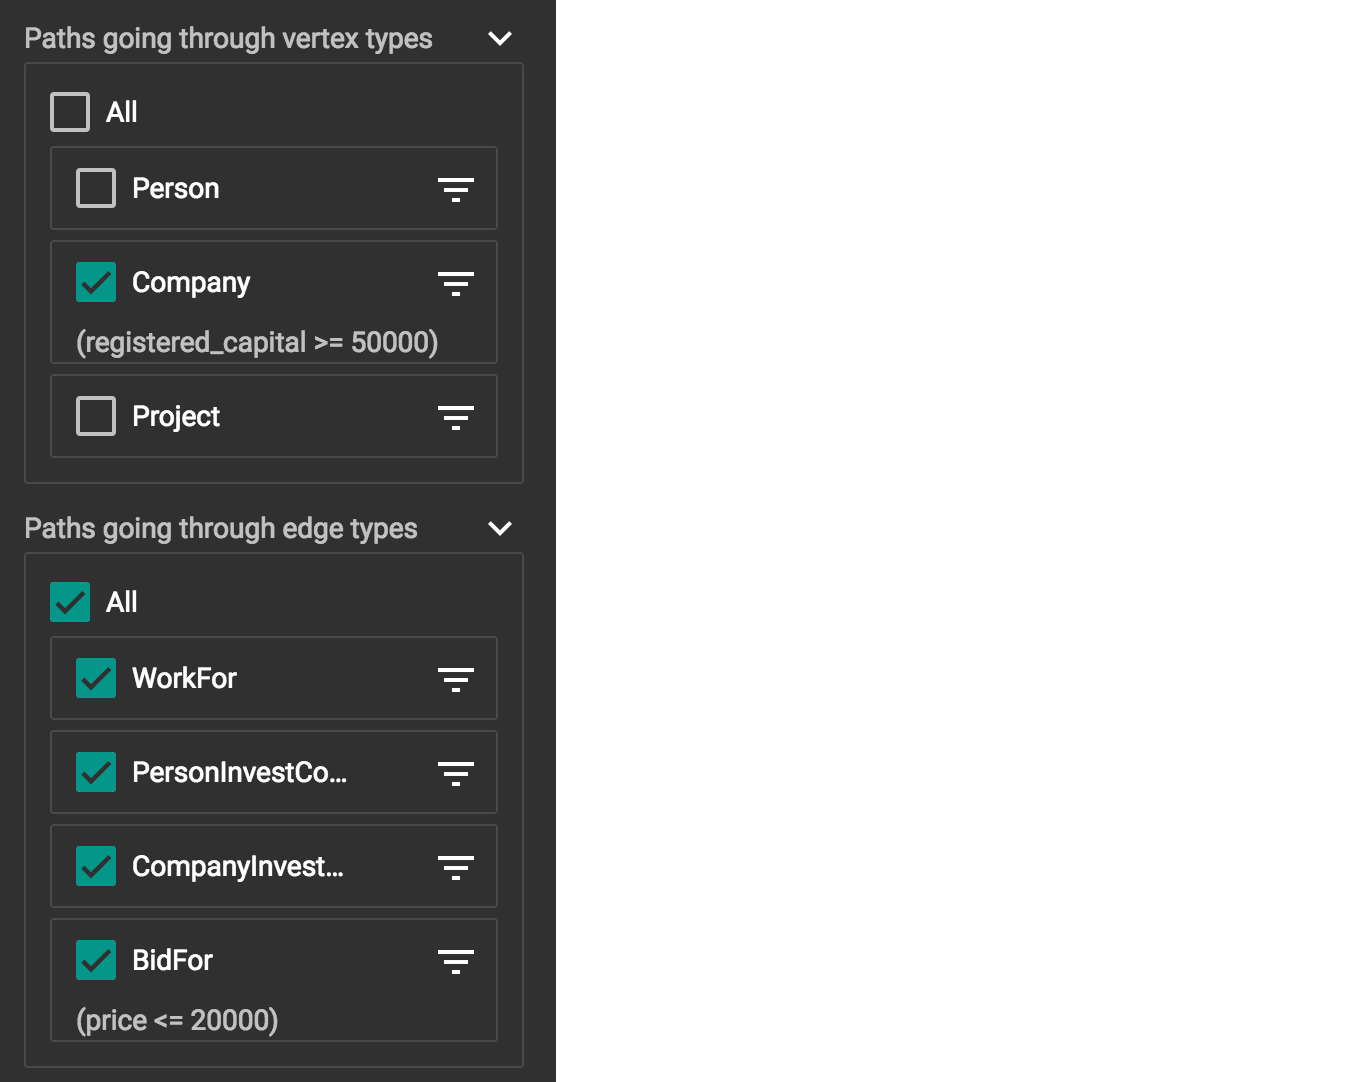 Paths going through vertex types
All
Person
Company
(registered_capital >= 50000)
Project
Paths going through edge types
All
WorkFor
PersonInvestCo...
CompanyInvest...
BidFor
(price <= 20000)